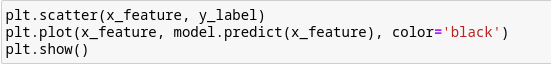 plt.scatter(x_feature, y_label)
plt.plot(x_feature, model.predict(x_feature), color='black')
plt.show()